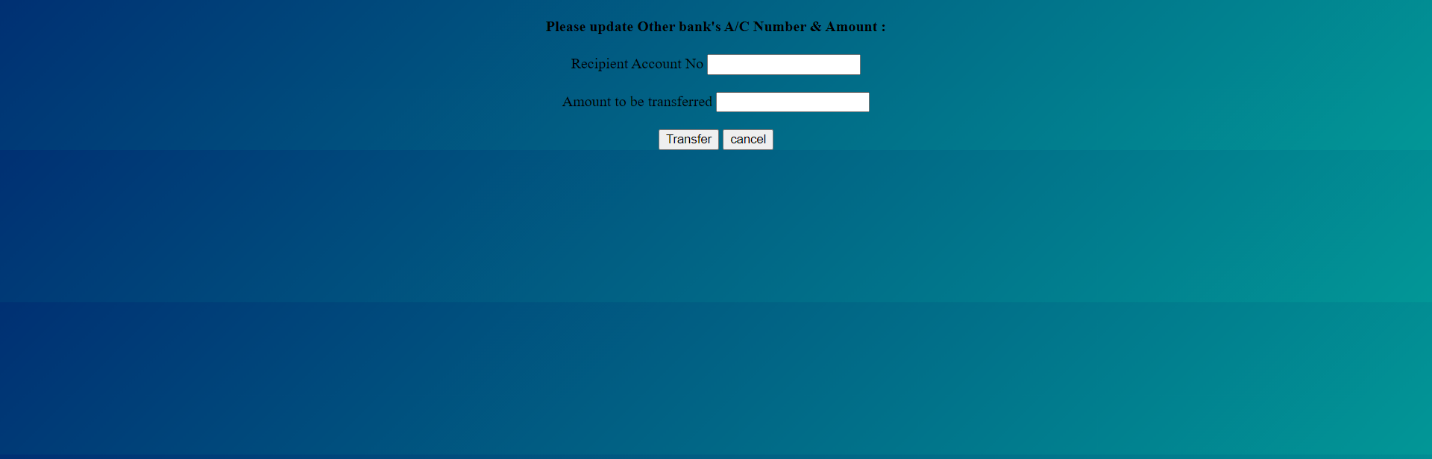 Please update Other bank's A/C Number & Amount :
Recipient Account No
Amount to be transferred
Transfer cancel